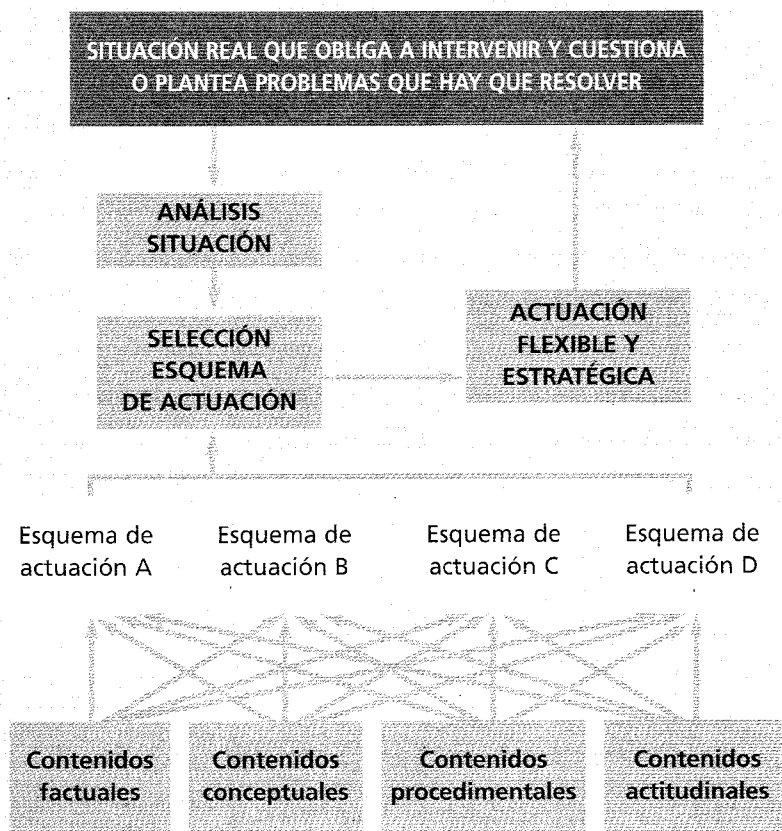 SITUACIÓN REAL QUE OBLIGA A INTERVENIR Y CUESTIONA
O PLANTEA PROBLEMAS QUE HAY QUE RESOLVER
ANÁLISIS
SITUACIÓN
SELECCIÓN
ESQUEMA
DE ACTUACIÓN
ACTUACIÓN
FLEXIBLE Y
ESTRATÉGICA
Esquema de
actuación A
Esquema de
actuación B
Esquema de
actuación C
Esquema de
actuación D
Contenidos
factuales
Contenidos
conceptuales
Contenidos
procedimentales
Contenidos
actitudinales